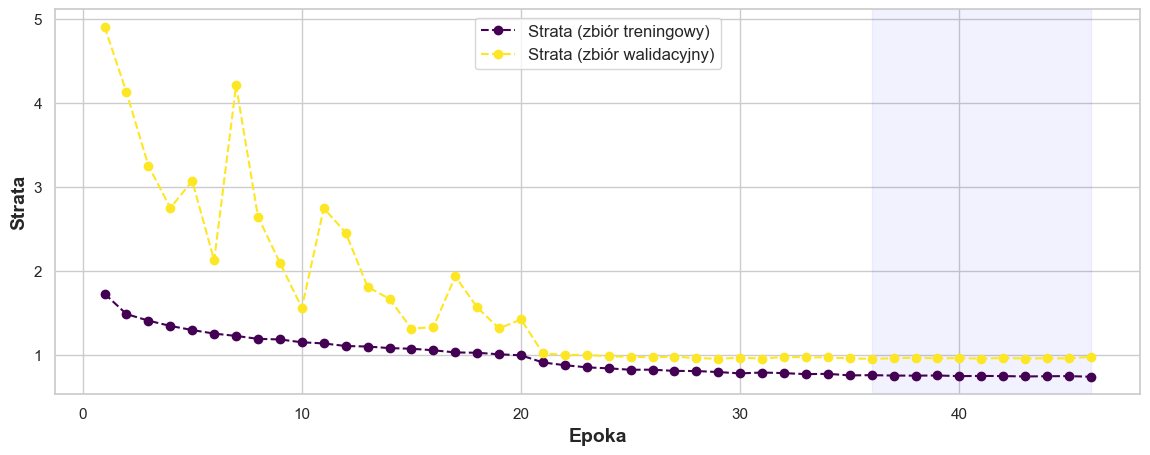 Strata (zbiór treningowy)
Strata (zbiór walidacyjny)
Strata
5
4
3
2
1
0 10 20 30 40
Epoka